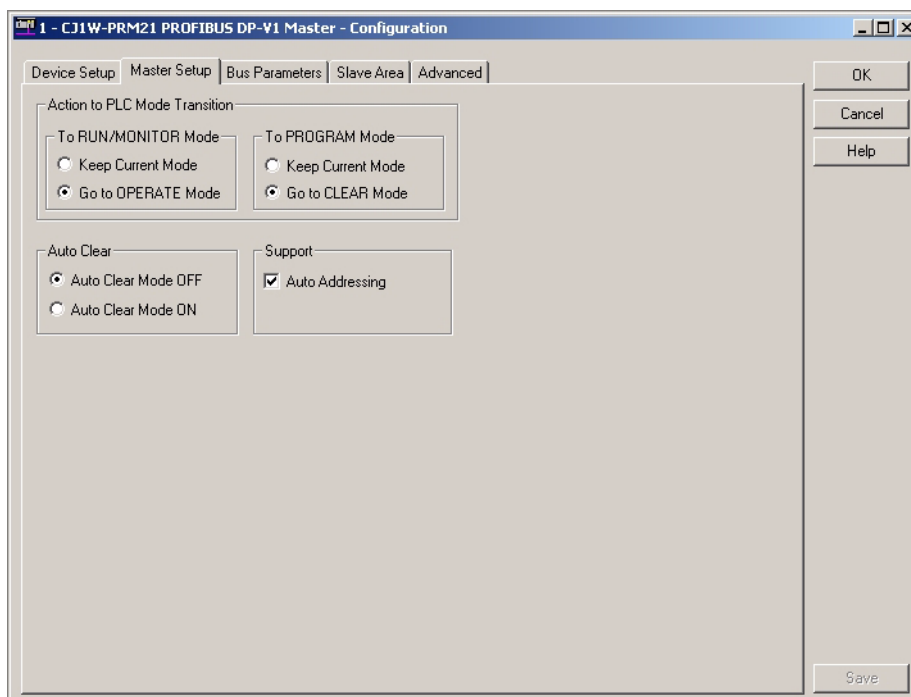 1 - CJ1W-PRM21 PROFIBUS DP-V1 Master - Configuration
Device Setup Master Setup Bus Parameters Slave Area Advanced
OK
Cancel
Help
Action to PLC Mode Transition
To RUN/MONITOR Mode
Keep Current Mode
Go to OPERATE Mode
To PROGRAM Mode
Keep Current Mode
Go to CLEAR Mode
Auto Clear
Auto Clear Mode OFF
Auto Clear Mode ON
Support
Auto Addressing
Save